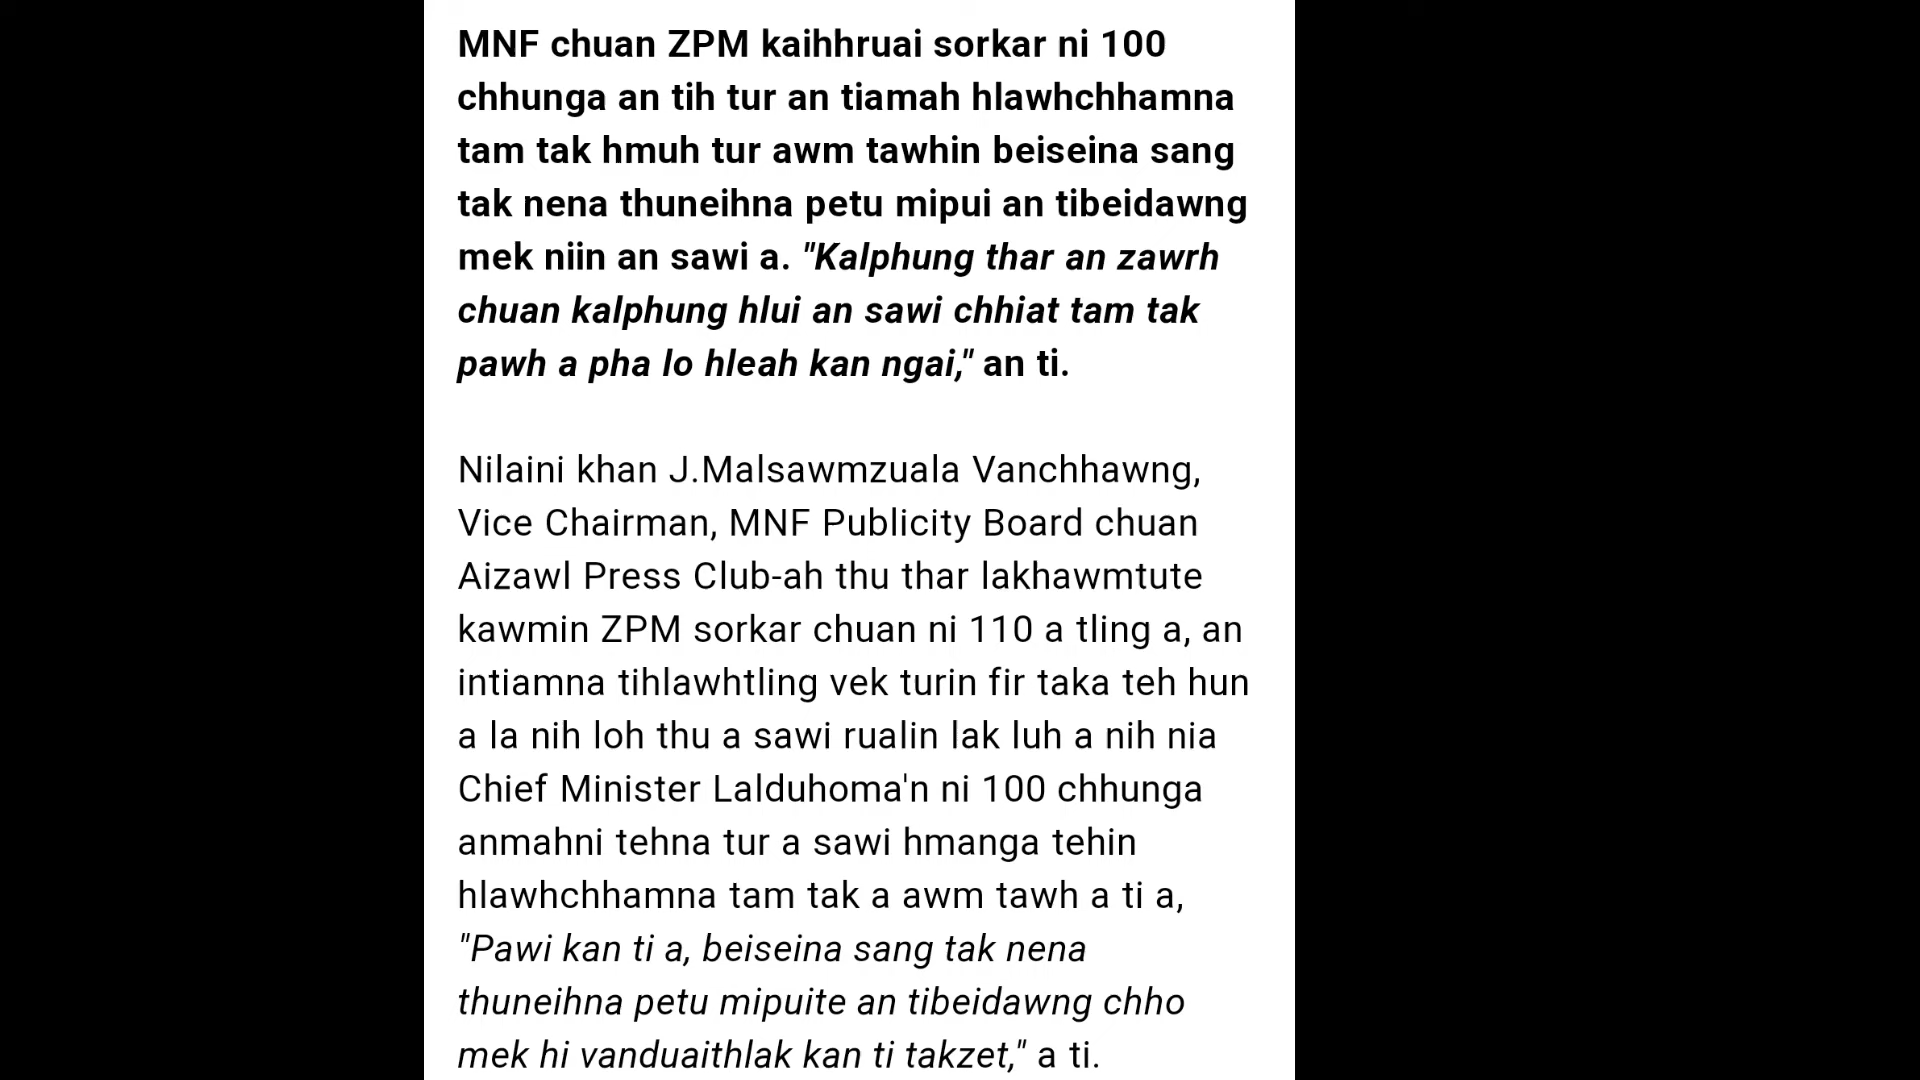 MNF chuan ZPM kaihhruai sorkar ni 100
chhunga an tih tur an tiamah hlawhchhamna
tam tak hmuh tur awm tawhin beiseina sang
tak nena thuneihna petu mipui an tibeidawng
mek niin an sawi a. "Kalphung thar an zawrh
chuan kalphung hlui an sawi chhiat tam tak
pawh a pha lo hleah kan ngai," an ti.
Nilaini khan J.Malsawmzuala Vanchhawng,
Vice Chairman, MNF Publicity Board chuan
Aizawl Press Club-ah thu thar lakhawmtute
kawmin ZPM sorkar chuan ni 110 a tling a, an
intiamna tihlawhtling vek turin fir taka teh hun
a la nih loh thu a sawi rualin lak luh a nih nia
Chief Minister Lalduhoma'n ni 100 chhunga
anmahni tehna tur a sawi hmanga tehin
hlawhchhamna tam tak a awm tawh a ti a,
"Pawi kan ti a, beiseina sang tak nena
thuneihna petu mipuite an tibeidawng chho
mek hi vanduaithlak kan ti takzet," a ti.